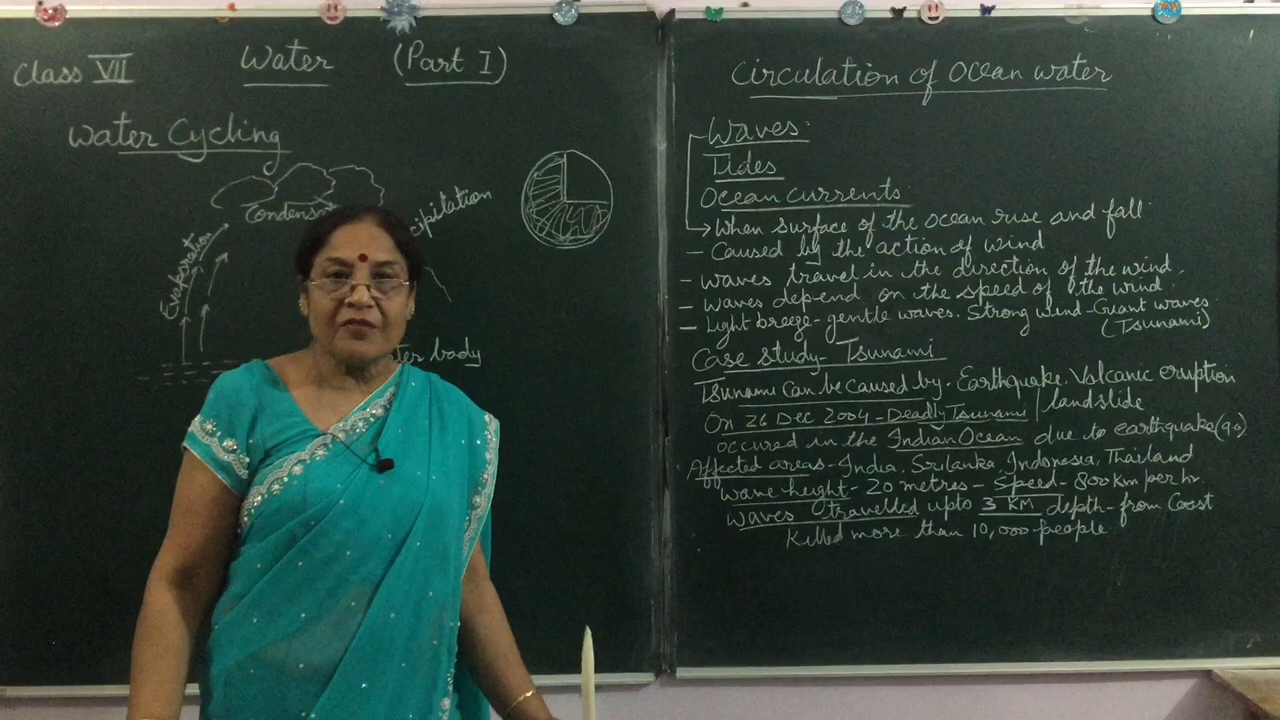 Class VII Water (Part I)
Water Cycling
Condens
cipitation
Evaporation
ter body
Circulation of Ocean water
Waves
Tides
Ocean currents
→ When surface of the ocean rise and fall
- Caused by the action of wind
- waves travel in the direction of the wind.
- waves depend on the speed of the wind.
- Light breeze - gentle waves. Strong wind - Giant waves.
(Tsunami)
Case study - Tsunami
Tsunami can be caused by - Earthquake, Volcanic eruption
/ landslide
On 26 Dec 2004 - Deadly Tsunami
occured in the Indian Ocean due to earthquake (9.0)
Affected areas - India, Srilanka, Indonesia, Thailand
wave height - 20 metres - Speed - 800 Km per hr.
waves travelled upto 3 KM depth - from Coast
Killed more than 10,000 people